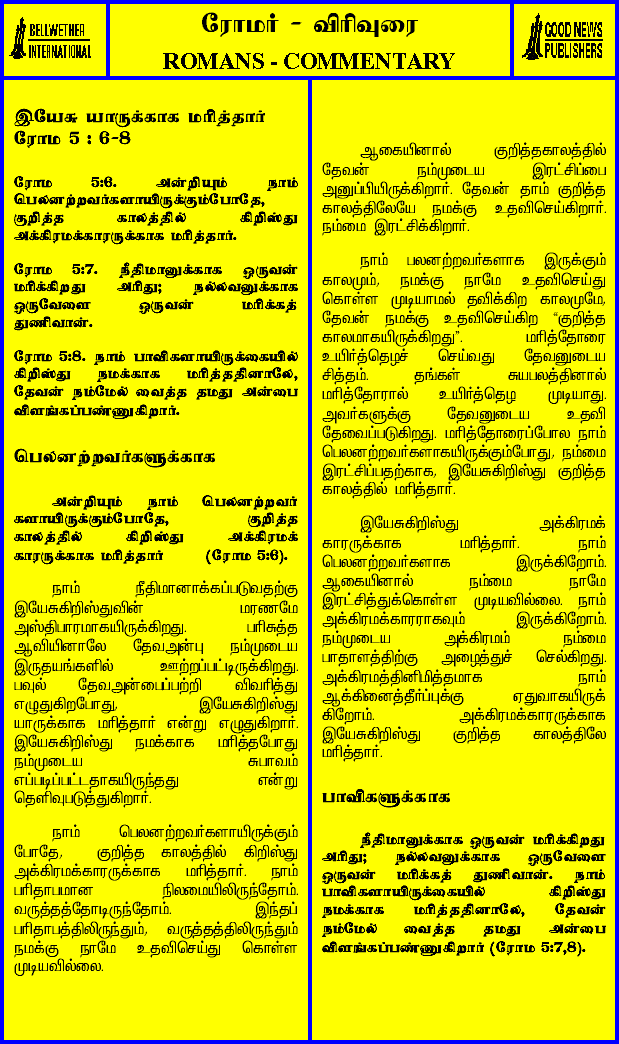 BELLWETHER
INTERNATIONAL
ரோமர் - விரிவுரை
ROMANS - COMMENTARY
GOOD NEWS
PUBLISHERS
இயேசு யாருக்காக மரித்தார்
ரோம 5 : 6-8
ரோம 5:6. அன்றியும் நாம்
பெலனற்றவர்களாயிருக்கும்போதே,
குறித்த காலத்தில் கிறிஸ்து
அக்கிரமக்காரருக்காக மரித்தார்.
ரோம 5:7. நீதிமானுக்காக ஒருவன்
மரிக்கிறது அரிது; நல்லவனுக்காக
ஒருவேளை ஒருவன் மரிக்கத்
துணிவான்.
ரோம 5:8. நாம் பாவிகளாயிருக்கையில்
கிறிஸ்து நமக்காக மரித்ததினாலே,
தேவன் நம்மேல் வைத்த தமது அன்பை
விளங்கப்பண்ணுகிறார்.
பெலனற்றவர்களுக்காக
அன்றியும் நாம் பெலனற்றவர்
களாயிருக்கும்போதே, குறித்த
காலத்தில் கிறிஸ்து அக்கிரமக்
காரருக்காக மரித்தார் (ரோம 5:6).
நாம் நீதிமானாக்கப்படுவதற்கு
இயேசுகிறிஸ்துவின் மரணமே
அஸ்திபாரமாகயிருக்கிறது. பரிசுத்த
ஆவியினாலே தேவஅன்பு நம்முடைய
இருதயங்களில் ஊற்றப்பட்டிருக்கிறது.
பவுல் தேவஅன்பைப்பற்றி விவரித்து
எழுதுகிறபோது, இயேசுகிறிஸ்து
யாருக்காக மரித்தார் என்று எழுதுகிறார்.
இயேசுகிறிஸ்து நமக்காக மரித்தபோது
நம்முடைய சுபாவம்
எப்படிப்பட்டதாகயிருந்தது என்று
தெளிவுபடுத்துகிறார்.
நாம் பெலனற்றவர்களாயிருக்கும்
போதே, குறித்த காலத்தில் கிறிஸ்து
அக்கிரமக்காரருக்காக மரித்தார். நாம்
பரிதாபமான நிலமையிலிருந்தோம்.
வருத்தத்தோடிருந்தோம். இந்தப்
பரிதாபத்திலிருந்தும், வருத்தத்திலிருந்தும்
நமக்கு நாமே உதவிசெய்து கொள்ள
முடியவில்லை.
ஆகையினால் குறித்தகாலத்தில்
தேவன் நம்முடைய இரட்சிப்பை
அனுப்பியிருக்கிறார். தேவன் தாம் குறித்த
காலத்திலேயே நமக்கு உதவிசெய்கிறார்.
நம்மை இரட்சிக்கிறார்.
நாம் பலனற்றவர்களாக இருக்கும்
காலமும், நமக்கு நாமே உதவிசெய்து
கொள்ள முடியாமல் தவிக்கிற காலமுமே,
தேவன் நமக்கு உதவிசெய்கிற “குறித்த
காலமாகயிருக்கிறது”. மரித்தோரை
உயிர்த்தெழச் செய்வது தேவனுடைய
சித்தம். தங்கள் சுயபலத்தினால்
மரித்தோரால் உயிர்த்தெழ முடியாது.
அவர்களுக்கு தேவனுடைய உதவி
தேவைப்படுகிறது. மரித்தோரைப்போல நாம்
பெலனற்றவர்களாகயிருக்கும்போது, நம்மை
இரட்சிப்பதற்காக, இயேசுகிறிஸ்து குறித்த
காலத்தில் மரித்தார்.
இயேசுகிறிஸ்து அக்கிரமக்
காரருக்காக மரித்தார். நாம்
பெலனற்றவர்களாக இருக்கிறோம்.
ஆகையினால் நம்மை நாமே
இரட்சித்துக்கொள்ள முடியவில்லை. நாம்
அக்கிரமக்காரராகவும் இருக்கிறோம்.
நம்முடைய அக்கிரமம் நம்மை
பாதாளத்திற்கு அழைத்துச் செல்கிறது.
அக்கிரமத்தினிமித்தமாக நாம்
ஆக்கினைத்தீர்ப்புக்கு ஏதுவாகயிருக்
கிறோம். அக்கிரமக்காரருக்காக
இயேசுகிறிஸ்து குறித்த காலத்திலே
மரித்தார்.
பாவிகளுக்காக
நீதிமானுக்காக ஒருவன் மரிக்கிறது
அரிது; நல்லவனுக்காக ஒருவேளை
ஒருவன் மரிக்கத் துணிவான். நாம்
பாவிகளாயிருக்கையில் கிறிஸ்து
நமக்காக மரித்ததினாலே, தேவன்
நம்மேல் வைத்த தமது அன்பை
விளங்கப்பண்ணுகிறார் (ரோம 5:7,8).